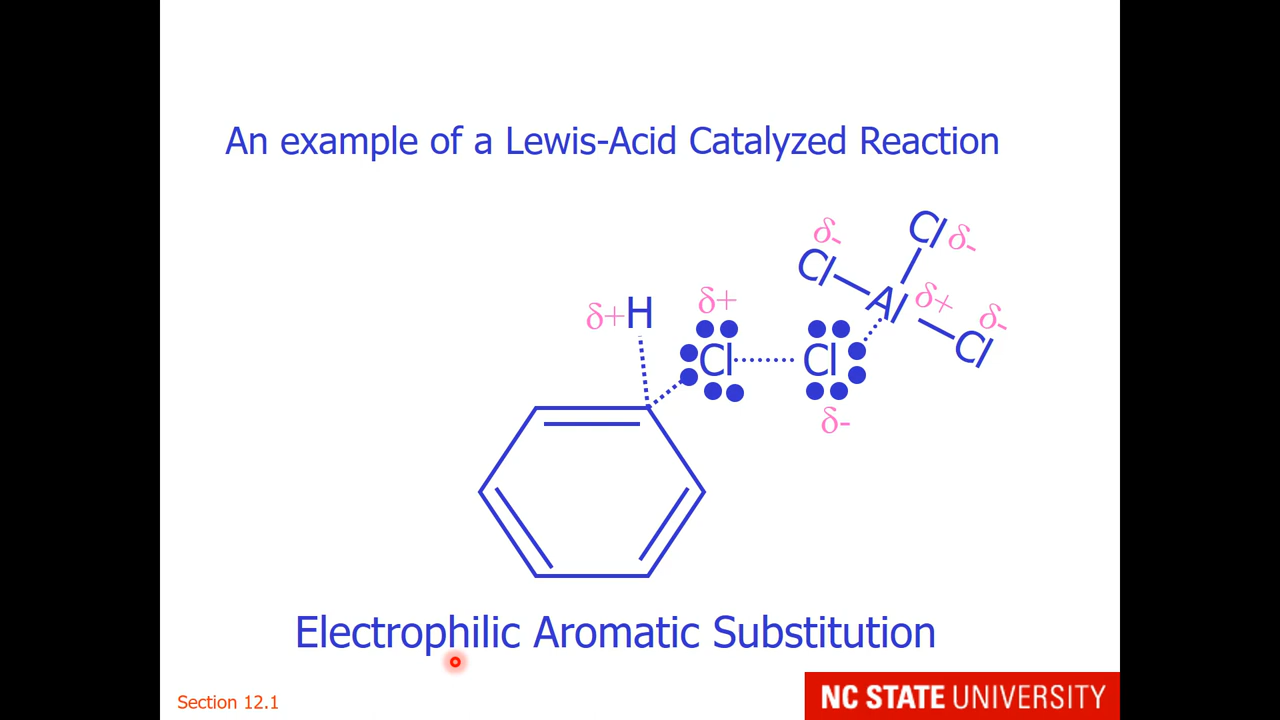 An example of a Lewis-Acid Catalyzed Reaction
δ- Cl
Cl δ-
δ+ H
δ+
Cl
Cl
δ-
Al δ+
Cl δ-
Electrophilic Aromatic Substitution
Section 12.1
NC STATE UNIVERSITY